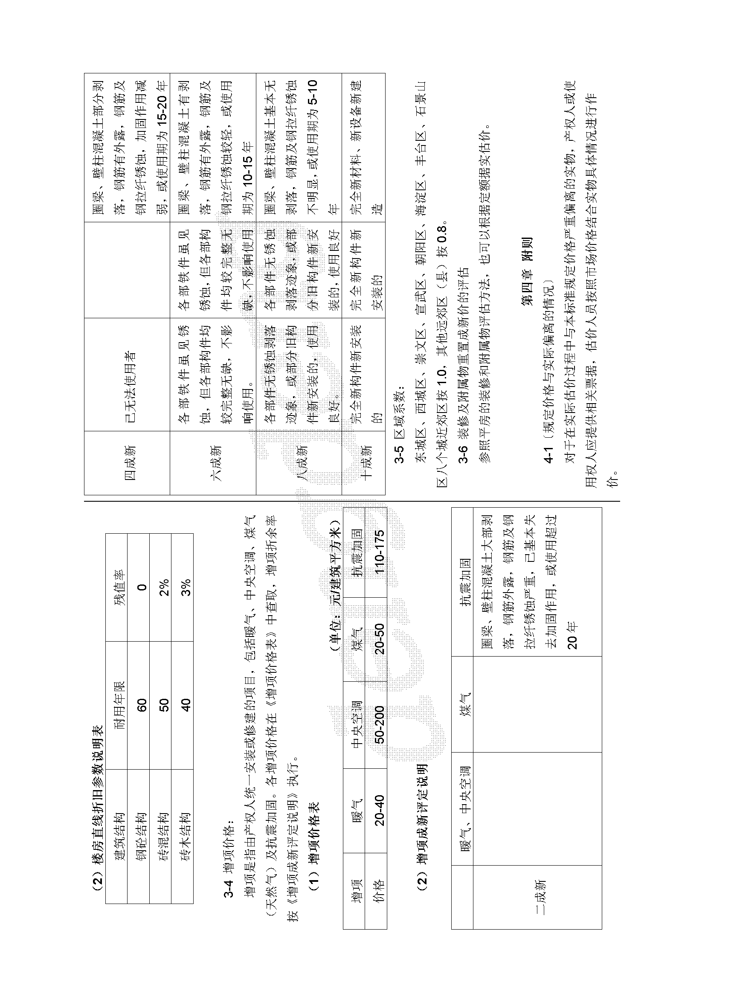 （2）楼房直线折旧参数说明表
建筑结构 耐用年限 残值率
钢砼结构 60 0
砖混结构 50 2%
砖木结构 40 3%
3-4 增项价格：
增项是指由产权人统一安装或修建的项目，包括暖气、中央空调、煤气
（天然气）及抗震加固。各增项价格在《增项价格表》中查取，增项折余率
按《增项成新评定说明》执行。
（1）增项价格表
（单位：元/建筑平方米）
增项 暖气 中央空调 煤气 抗震加固
价格 20-40 50-200 20-50 110-175
（2）增项成新评定说明
暖气、中央空调 煤气 抗震加固
二成新
圈梁、壁柱混凝土大部剥
落，钢筋外露，钢筋及钢
拉纤锈蚀严重，已基本失
去加固作用，或使用超过
20年
四成新
已无法使用者
圈梁、壁柱混凝土部分剥
落，钢筋有外露，钢筋及
钢拉纤锈蚀，加固作用减
弱，或使用期为15-20年
六成新
各部铁件虽见锈
蚀，但各部构件均
较完整无缺，不影
响使用。
各部铁件虽见
锈蚀,但各部构
件均较完整无
缺,不影响使用
圈梁、壁柱混凝土有剥
落，钢筋有外露，钢筋及
钢拉纤锈蚀较轻，或使用
期为10-15年
八成新
各部件无锈蚀剥落
迹象，或部分旧构
件新安装的，使用
良好。
各部件无锈蚀
剥落迹象,或部
分旧构件新安
装的,使用良好
圈梁、壁柱混凝土基本无
剥落，钢筋及钢拉纤锈蚀
不明显,或使用期为5-10
年
十成新
完全新构件新安装
的
完全新构件新
安装的
完全新材料、新设备新建
造
3-5 区域系数：
东城区、西城区、崇文区、宣武区、朝阳区、海淀区、丰台区、石景山
区八个城近郊区按1.0，其他远郊区（县）按0.8。
3-6 装修及附属物重置成新价的评估
参照平房的装修和附属物评估方法，也可以根据定额据实估价。
第四章 附则
4-1〔规定价格与实际偏离的情况〕
对于在实际估价过程中与本标准规定价格严重偏离的实物，产权人或使
用权人应提供相关票据，估价人员按照市场价格结合实物具体情况进行作
价。